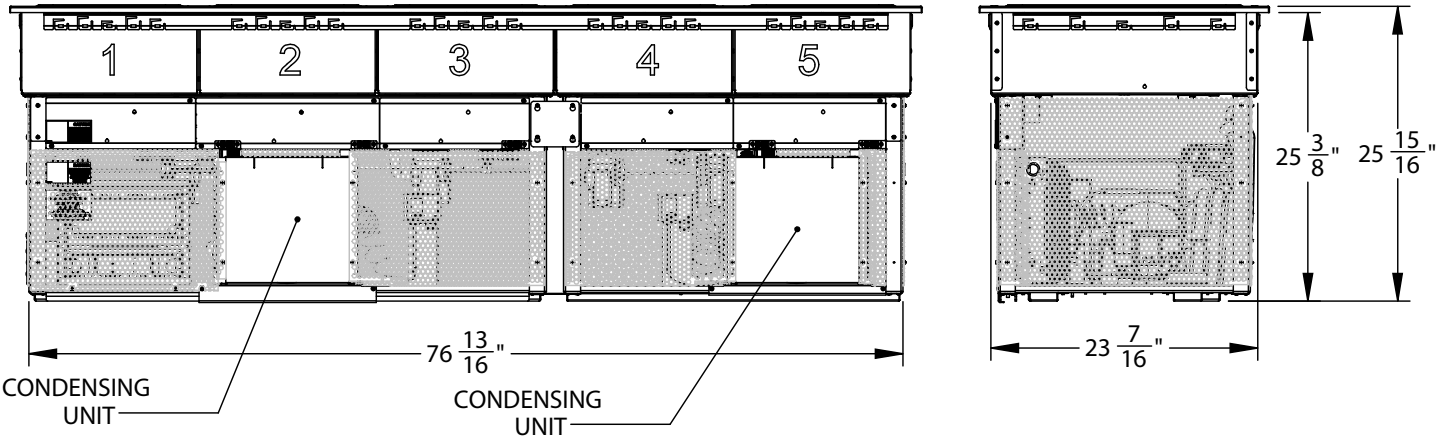 1 2 3 4 5
25 3/8" 25 15/16"
76 13/16"
23 7/16"
CONDENSING
UNIT
CONDENSING
UNIT